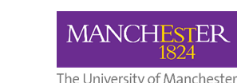 MANCHESTER
1824
The University of Manchester